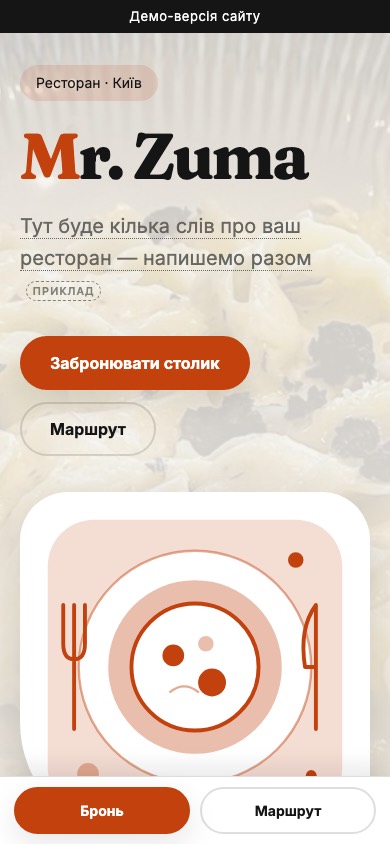 Демо-версія сайту
Ресторан · Київ
Mr. Zuma
Тут буде кілька слів про ваш
ресторан — напишемо разом
ПРИКЛАД
Забронювати столик
Маршрут
Бронь
Маршрут